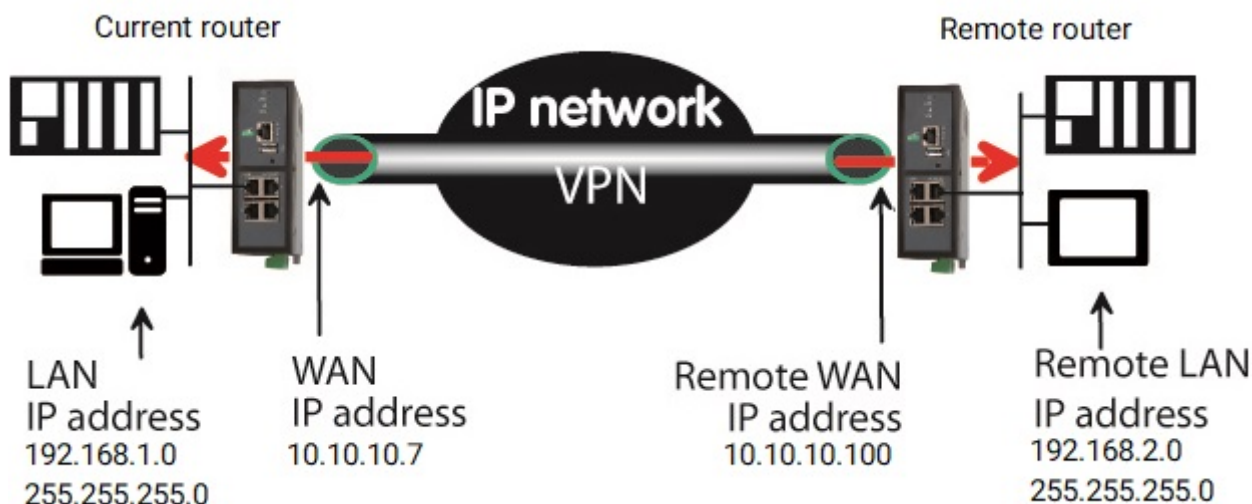 Current router
Remote router
IP network
VPN
LAN
IP address
192.168.1.0
255.255.255.0
WAN
IP address
10.10.10.7
Remote WAN
IP address
10.10.10.100
Remote LAN
IP address
192.168.2.0
255.255.255.0